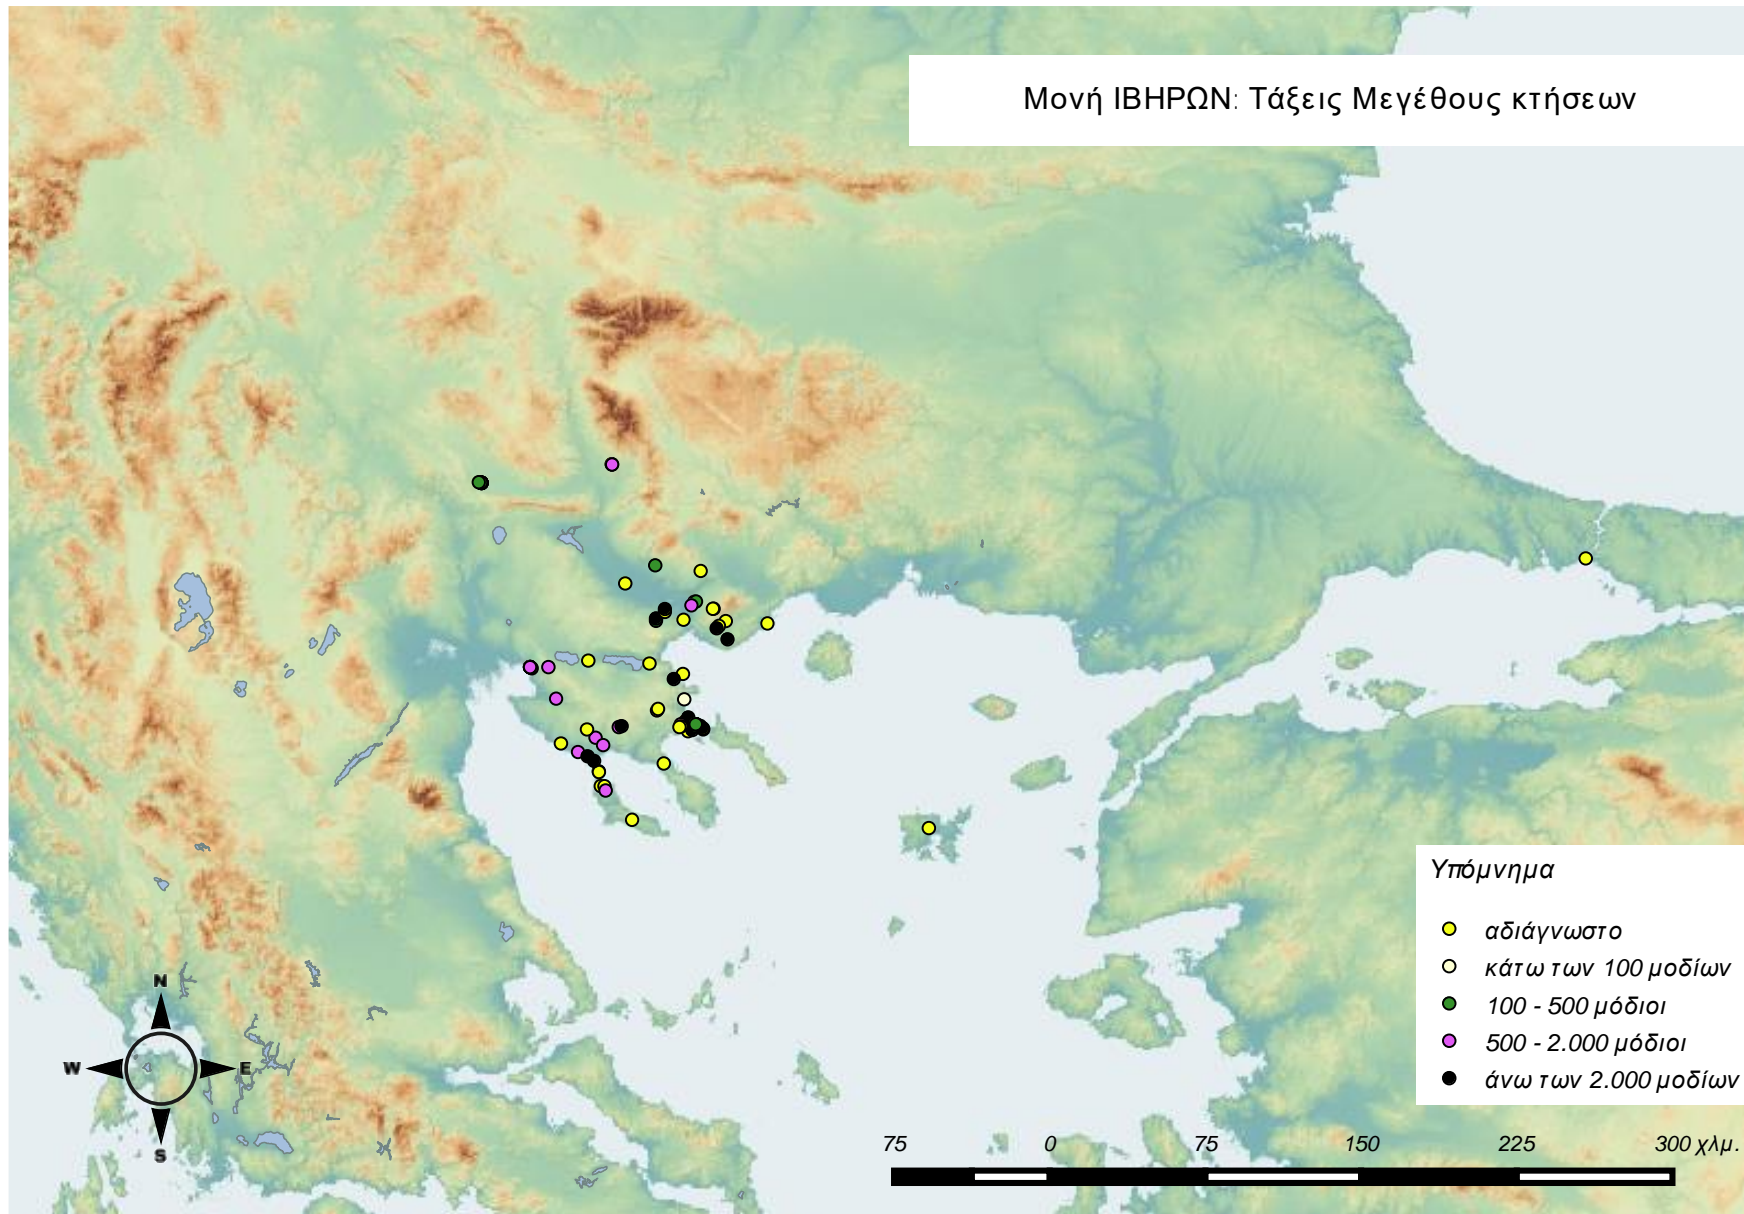 Μονή ΙΒΗΡΩΝ: Τάξεις Μεγέθους κτήσεων
Υπόμνημα
αδιάγνωστο
κάτω των 100 μοδίων
100 - 500 μόδιοι
500 - 2.000 μόδιοι
άνω των 2.000 μοδίων
N
W E
S
75 0 75 150 225 300 χλμ.